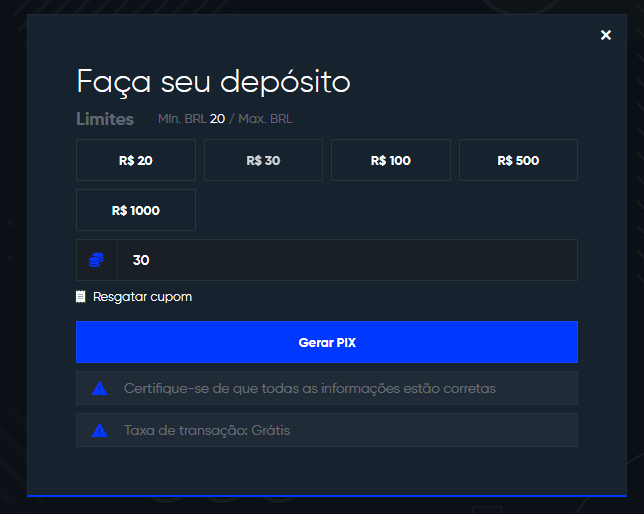 Faça seu depósito
Limites Min. BRL 20 / Max. BRL
R$ 20 R$ 30 R$ 100 R$ 500
R$ 1000
30
Resgatar cupom
Gerar PIX
Certifique-se de que todas as informações estão corretas
Taxa de transação: Grátis